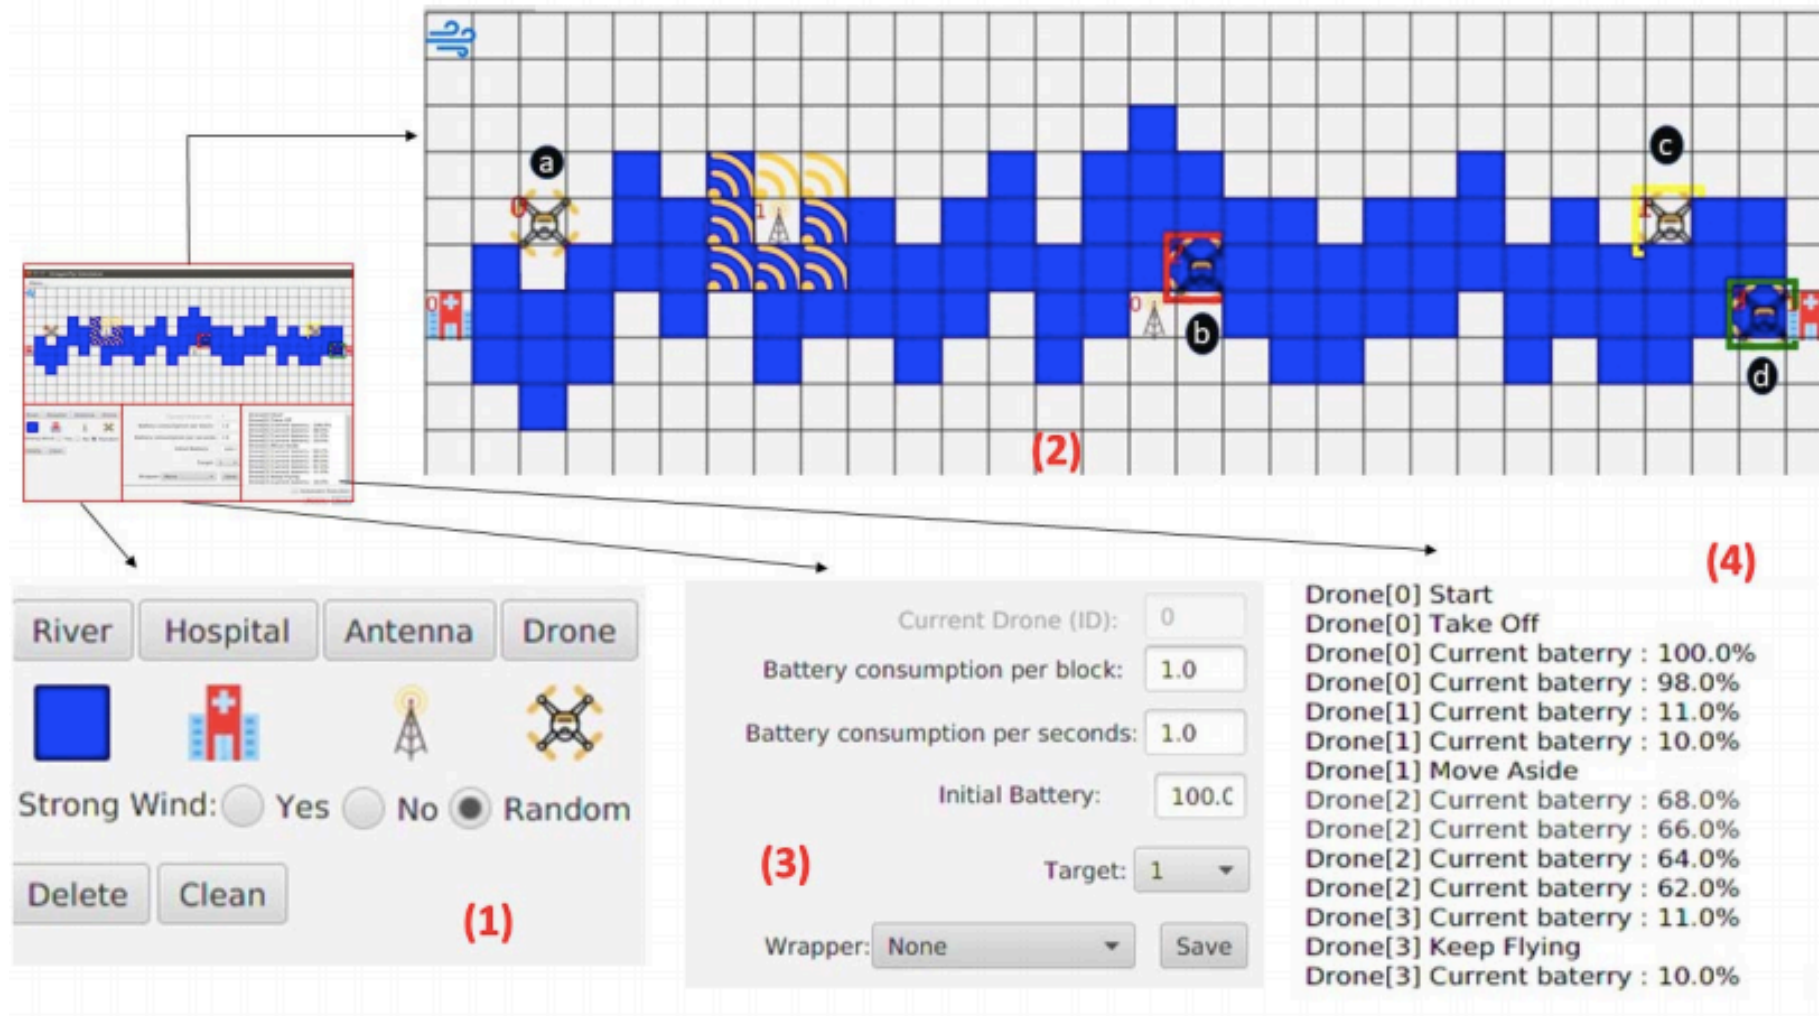 a
c
0
1
0
0
b
d
(2)
(1)
River Hospital Antenna Drone
Strong Wind: Yes No Random
Delete Clean
(3)
Current Drone (ID): 0
Battery consumption per block: 1.0
Battery consumption per seconds: 1.0
Initial Battery: 100.0
Target: 1
Wrapper: None Save
(4)
Drone[0] Start
Drone[0] Take Off
Drone[0] Current baterry : 100.0%
Drone[0] Current baterry : 98.0%
Drone[1] Current baterry : 11.0%
Drone[1] Current baterry : 10.0%
Drone[1] Move Aside
Drone[2] Current baterry : 68.0%
Drone[2] Current baterry : 66.0%
Drone[2] Current baterry : 64.0%
Drone[2] Current baterry : 62.0%
Drone[3] Current baterry : 11.0%
Drone[3] Keep Flying
Drone[3] Current baterry : 10.0%